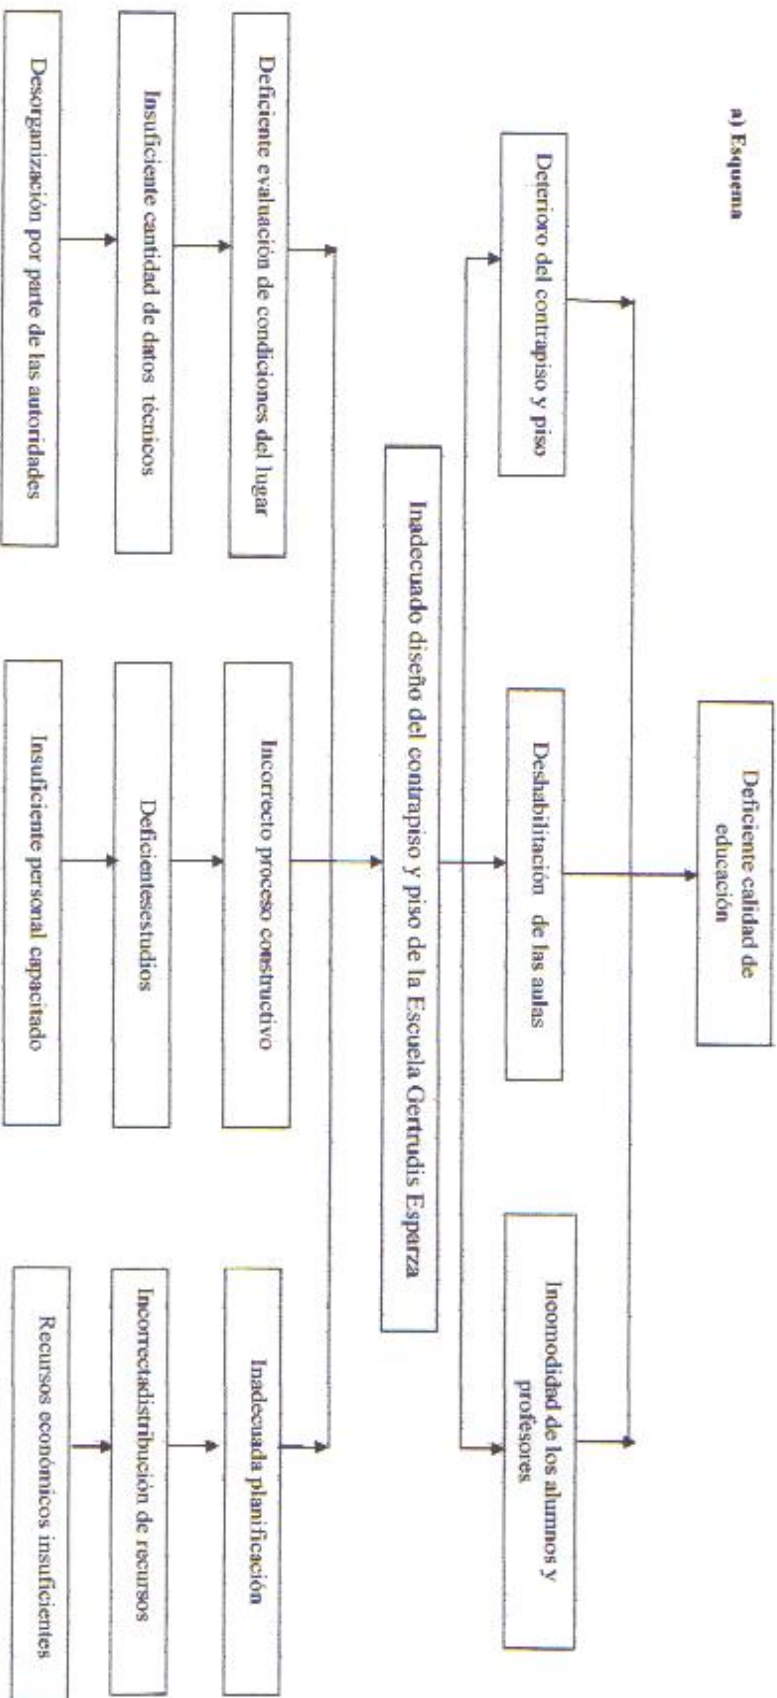 a) Esquema
Deficiente calidad de
educación
Deterioro del contrapiso y piso
Deshabilitación de las aulas
Incomodidad de los alumnos y
profesores
Inadecuado diseño del contrapiso y piso de la Escuela Gertrudis Esparza
Deficiente evaluación de condiciones del lugar
Incorrecto proceso constructivo
Inadecuada planificación
Insuficiente cantidad de datos técnicos
Deficientesestudios
Incorrectadistribución de recursos
Desorganización por parte de las autoridades
Insuficiente personal capacitado
Recursos económicos insuficientes